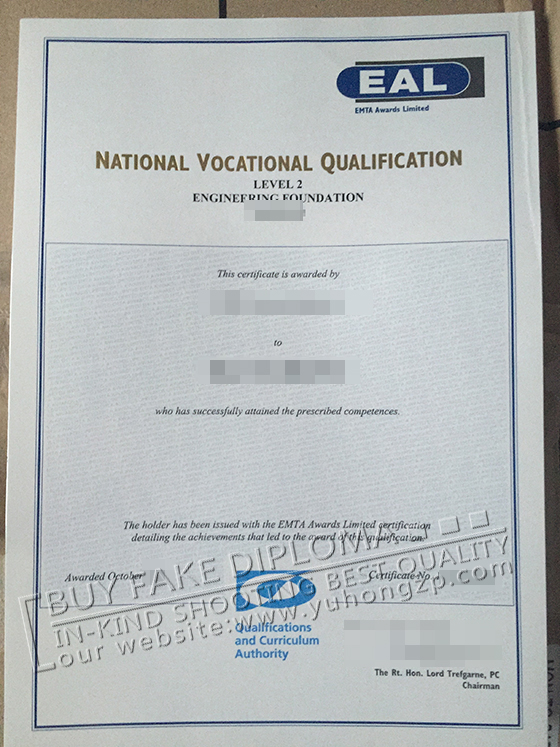 EAL
EMTA Awards Limited
NATIONAL VOCATIONAL QUALIFICATION
LEVEL 2
ENGINEERING FOUNDATION
This certificate is awarded by
to
who has successfully attained the prescribed competences.
The holder has been issued with the EMTA Awards Limited certification
detailing the achievements that led to the award of this qualification.
Awarded October
Certificate No
Qualifications
and Curriculum
Authority
The Rt. Hon. Lord Trefgarne, PC
Chairman
BUY FAKE DIPLOMA
IN-KIND SHOOTING BEST QUALITY
our website:www.yuhongzp.com